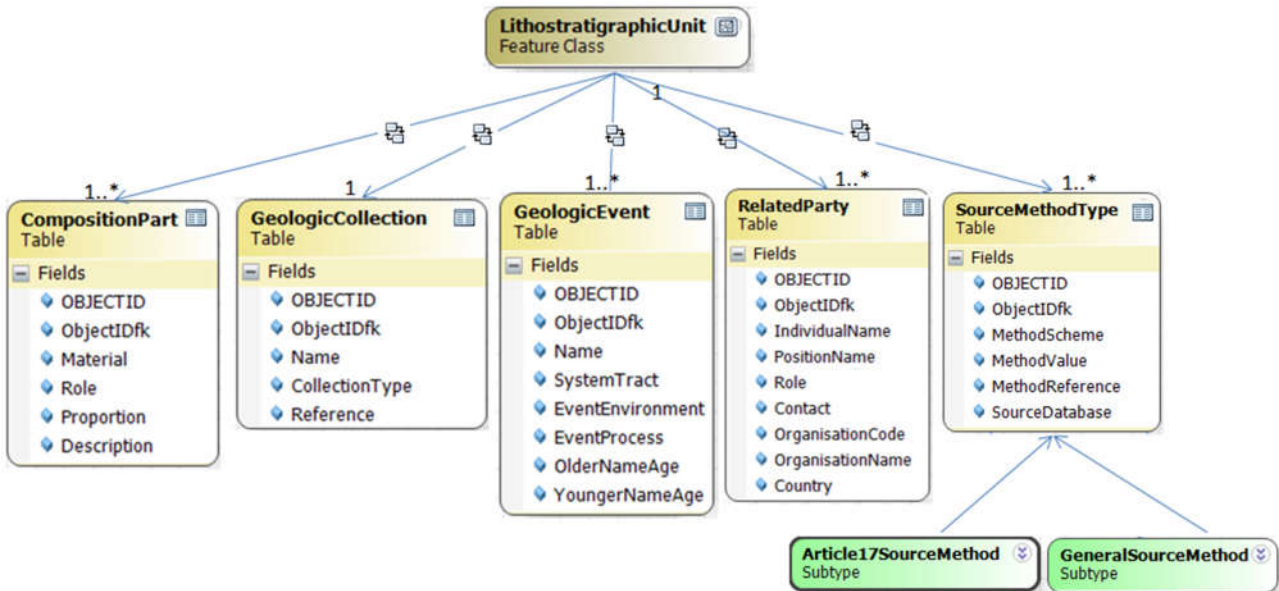 LithostratigraphicUnit
Feature Class
1
1..*
CompositionPart
Table
Fields
OBJECTID
ObjectIDfk
Material
Role
Proportion
Description
1
GeologicCollection
Table
Fields
OBJECTID
ObjectIDfk
Name
CollectionType
Reference
1..*
GeologicEvent
Table
Fields
OBJECTID
ObjectIDfk
Name
SystemTract
EventEnvironment
EventProcess
OlderNameAge
YoungerNameAge
1..*
RelatedParty
Table
Fields
OBJECTID
ObjectIDfk
IndividualName
PositionName
Role
Contact
OrganisationCode
OrganisationName
Country
1..*
SourceMethodType
Table
Fields
OBJECTID
ObjectIDfk
MethodScheme
MethodValue
MethodReference
SourceDatabase
Article17SourceMethod
Subtype
GeneralSourceMethod
Subtype